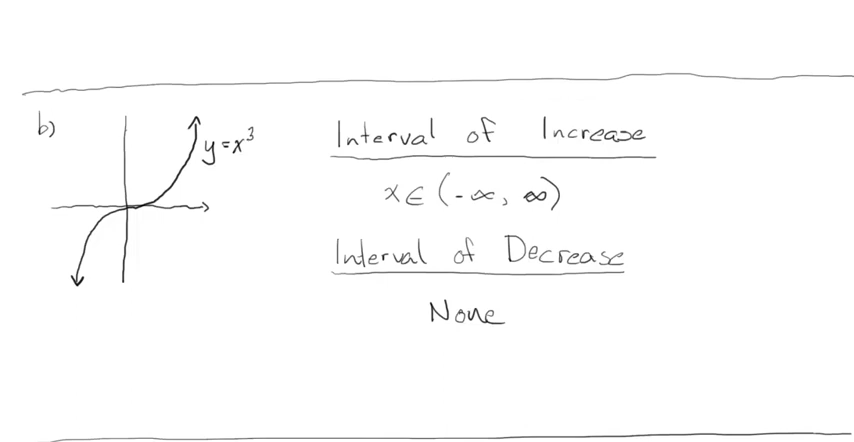 b)
y=x³
Interval of Increase
x∈(-∞, ∞)
Interval of Decrease
None